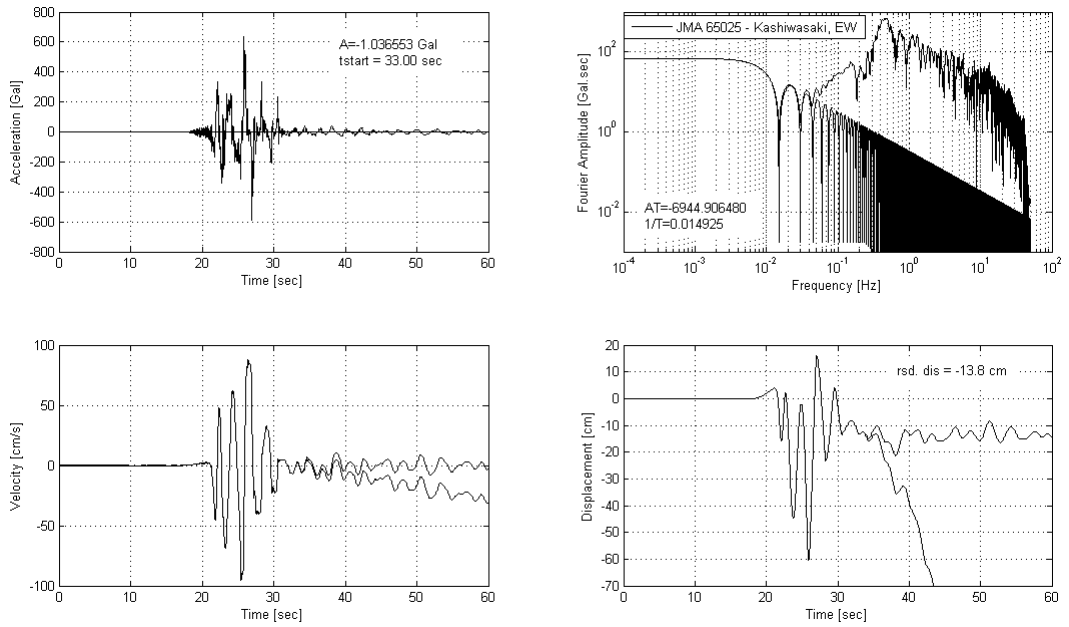 A=-1.036553 Gal
tstart = 33.00 sec
Acceleration [Gal]
800
600
400
200
0
-200
-400
-600
-800
0 10 20 30 40 50 60
Time [sec]
JMA 65025 - Kashiwasaki, EW
Fourier Amplitude [Gal.sec]
10^2
10^0
10^-2
AT=-6944.906480
1/T=0.014925
10^-4 10^-3 10^-2 10^-1 10^0 10^1 10^2
Frequency [Hz]
Velocity [cm/s]
100
50
0
-50
-100
0 10 20 30 40 50 60
Time [sec]
rsd. dis = -13.8 cm
Displacement [cm]
20
10
0
-10
-20
-30
-40
-50
-60
-70
0 10 20 30 40 50 60
Time [sec]